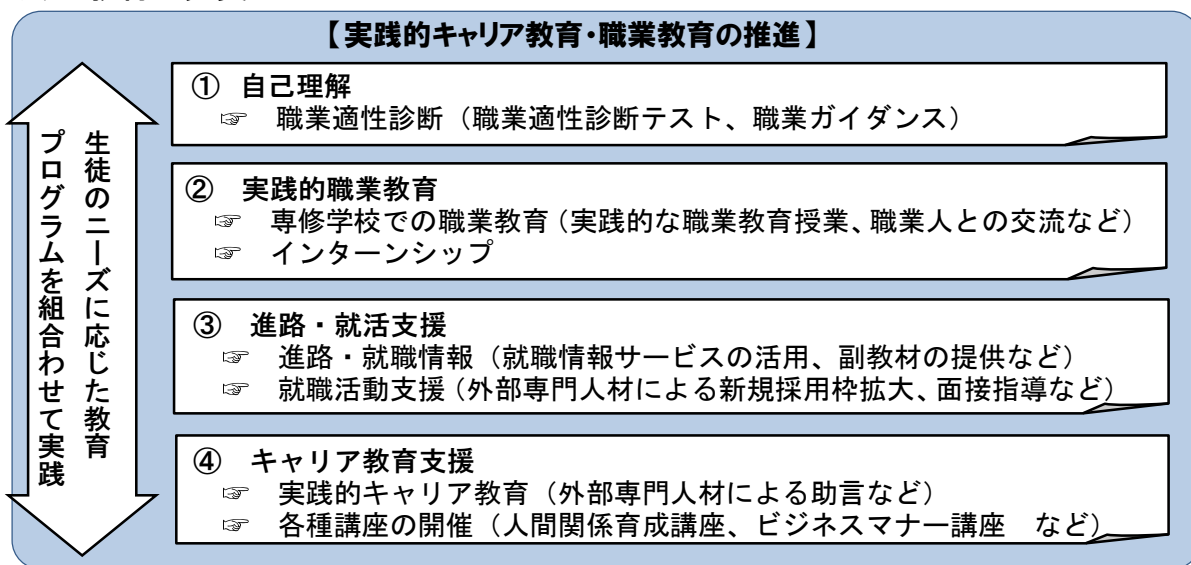 【実践的キャリア教育・職業教育の推進】
生徒のニーズに応じた教育
プログラムを組合わせて実践
① 自己理解
☞ 職業適性診断（職業適性診断テスト、職業ガイダンス）
② 実践的職業教育
☞ 専修学校での職業教育（実践的な職業教育授業、職業人との交流など）
☞ インターンシップ
③ 進路・就活支援
☞ 進路・就職情報（就職情報サービスの活用、副教材の提供など）
☞ 就職活動支援（外部専門人材による新規採用枠拡大、面接指導など）
④ キャリア教育支援
☞ 実践的キャリア教育（外部専門人材による助言など）
☞ 各種講座の開催（人間関係育成講座、ビジネスマナー講座　など）